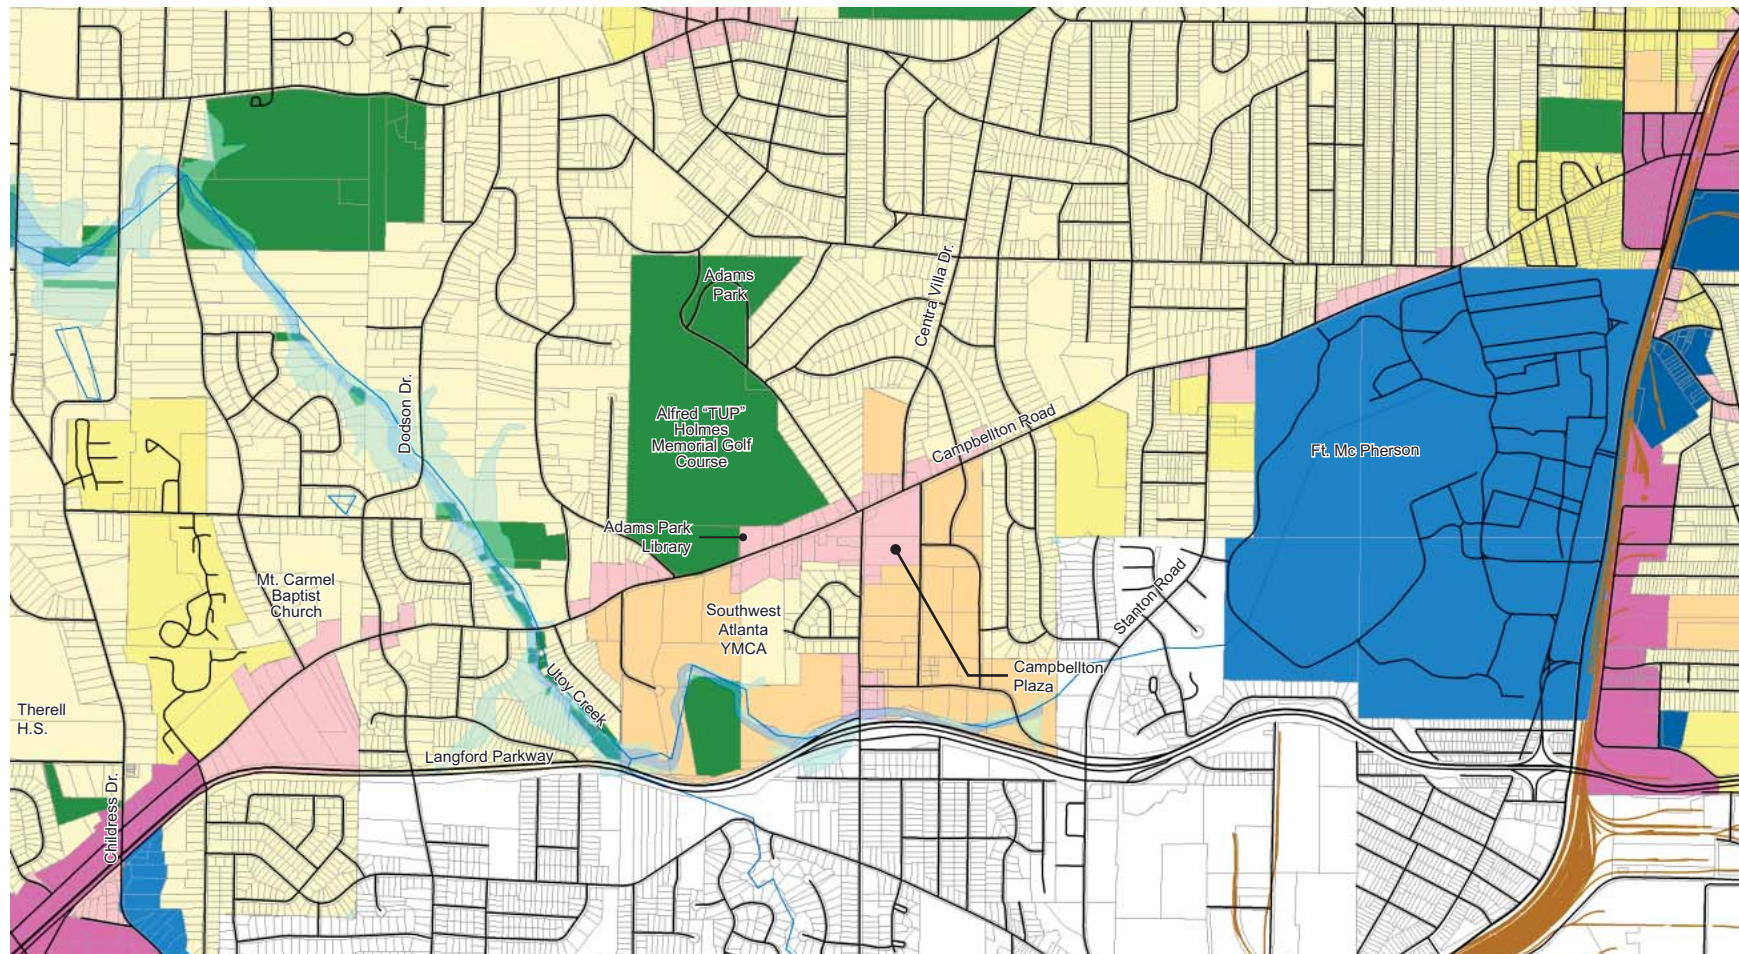 Adams
Park
Centra Villa Dr.
Dodson Dr.
Alfred “TUP”
Holmes
Memorial Golf
Course
Campbellton Road
Ft. Mc Pherson
Adams Park
Library
Mt. Carmel
Baptist
Church
Southwest
Atlanta
YMCA
Stanton Road
Campbellton
Plaza
Utoy Creek
Therell
H.S.
Langford Parkway
Childress Dr.